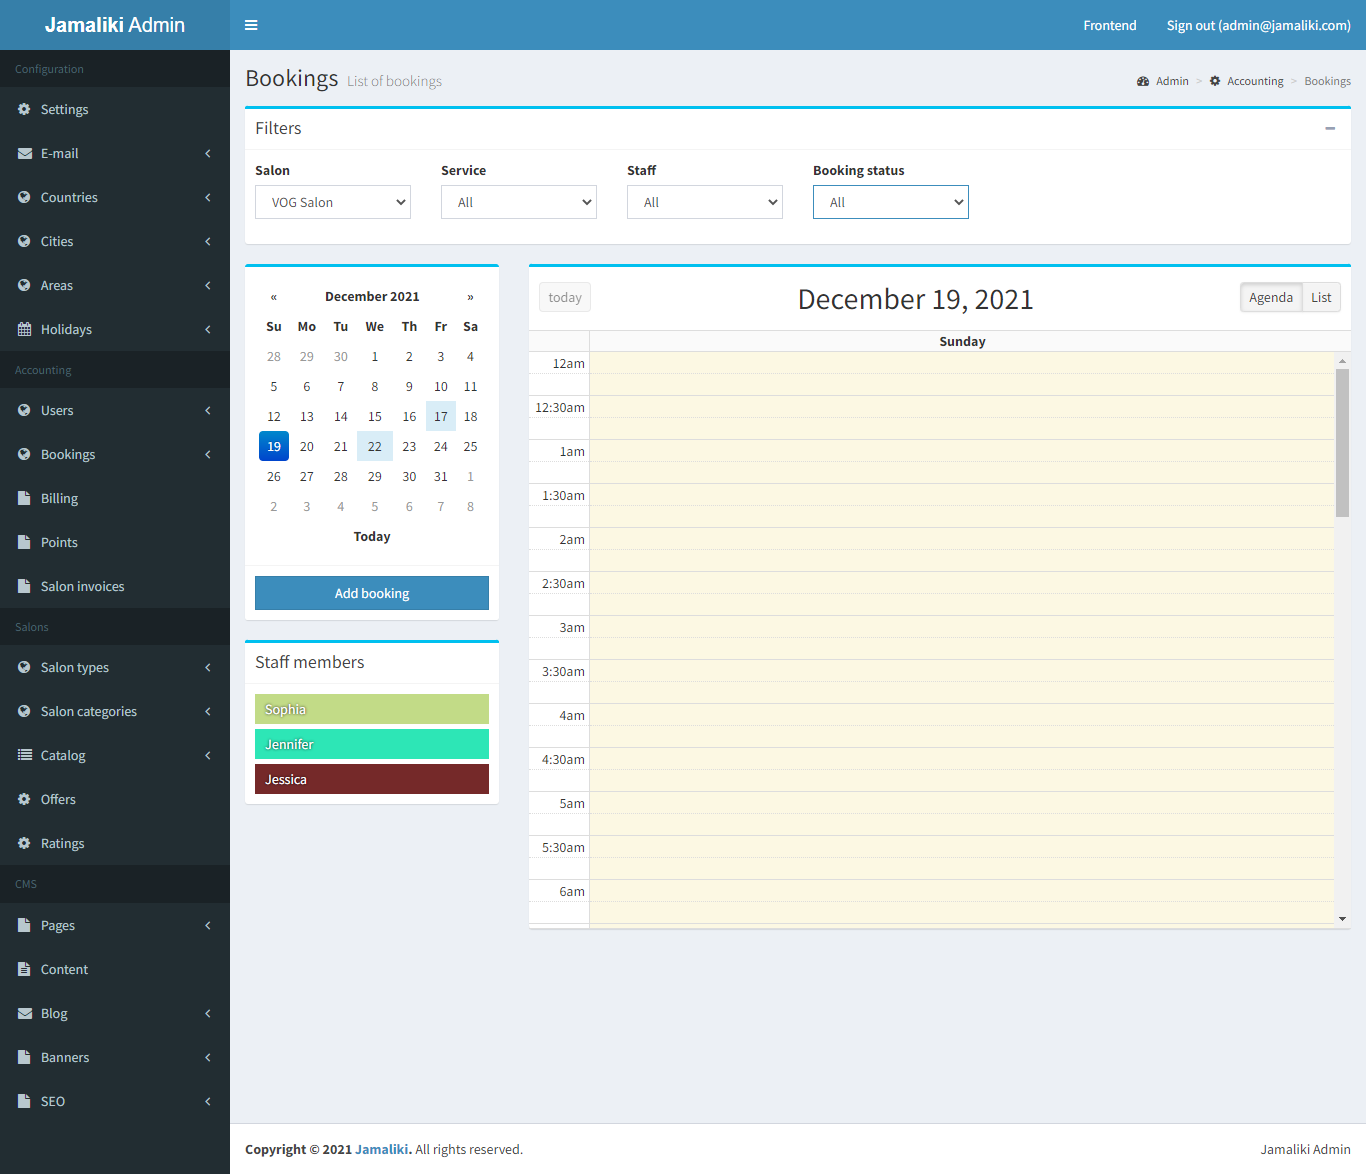 Jamaliki Admin
Frontend
Sign out (admin@jamaliki.com)
Configuration
Settings
E-mail
Countries
Cities
Areas
Holidays
Accounting
Users
Bookings
Billing
Points
Salon invoices
Salons
Salon types
Salon categories
Catalog
Offers
Ratings
CMS
Pages
Content
Blog
Banners
SEO
Bookings List of bookings
Admin > Accounting > Bookings
Filters
Salon Service Staff Booking status
VOG Salon All All All
« December 2021 »
Su Mo Tu We Th Fr Sa
28 29 30 1 2 3 4
5 6 7 8 9 10 11
12 13 14 15 16 17 18
19 20 21 22 23 24 25
26 27 28 29 30 31 1
2 3 4 5 6 7 8
Today
Add booking
Staff members
Sophia
Jennifer
Jessica
today December 19, 2021 Agenda List
Sunday
12am
12:30am
1am
1:30am
2am
2:30am
3am
3:30am
4am
4:30am
5am
5:30am
6am
Copyright © 2021 Jamaliki. All rights reserved.
Jamaliki Admin